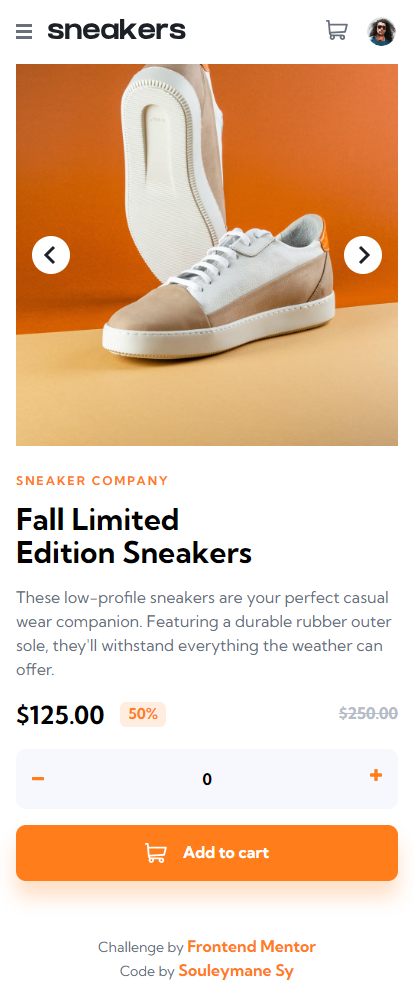 sneakers
SNEAKER COMPANY
Fall Limited
Edition Sneakers
These low-profile sneakers are your perfect casual
wear companion. Featuring a durable rubber outer
sole, they'll withstand everything the weather can
offer.
$125.00 50% $250.00
0
Add to cart
Challenge by Frontend Mentor
Code by Souleymane Sy